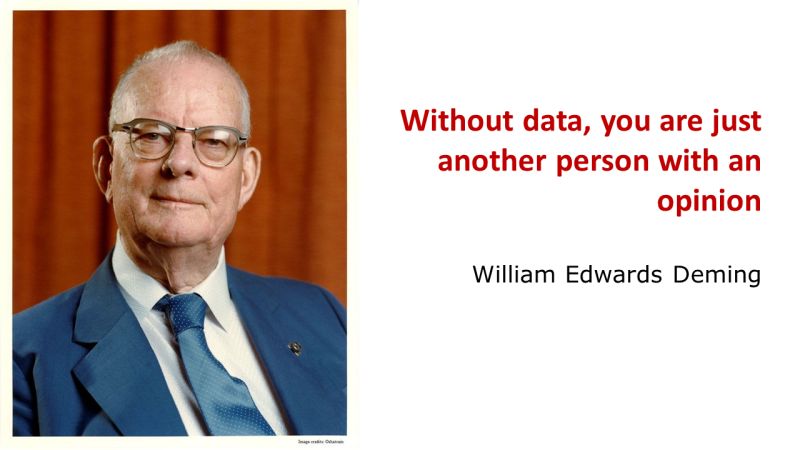 Without data, you are just
another person with an
opinion
William Edwards Deming
Image credits: Oshatrain